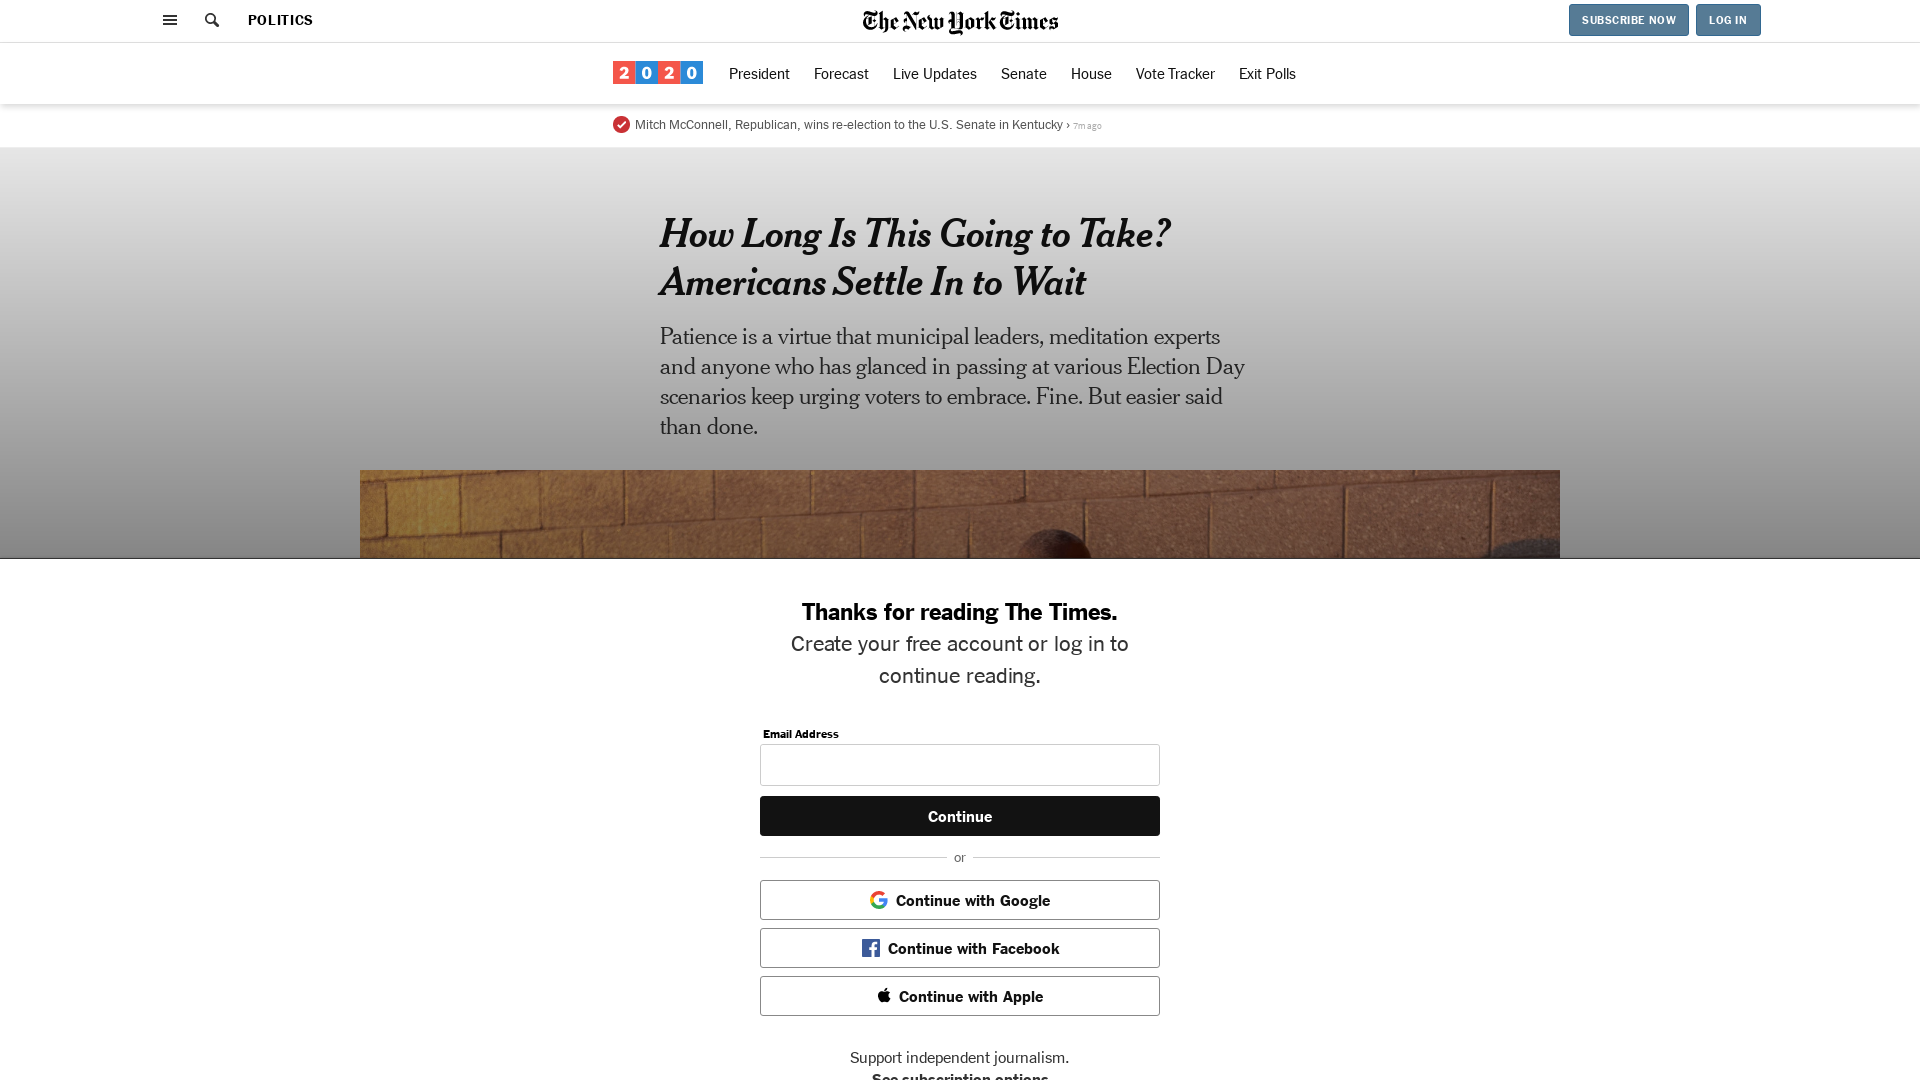 POLITICS
The New York Times
SUBSCRIBE NOW
LOG IN
2020
President
Forecast
Live Updates
Senate
House
Vote Tracker
Exit Polls
Mitch McConnell, Republican, wins re-election to the U.S. Senate in Kentucky › 7m ago
How Long Is This Going to Take?
Americans Settle In to Wait
Patience is a virtue that municipal leaders, meditation experts
and anyone who has glanced in passing at various Election Day
scenarios keep urging voters to embrace. Fine. But easier said
than done.
Thanks for reading The Times.
Create your free account or log in to
continue reading.
Email Address
Continue
or
Continue with Google
Continue with Facebook
Continue with Apple
Support independent journalism.
See subscription options